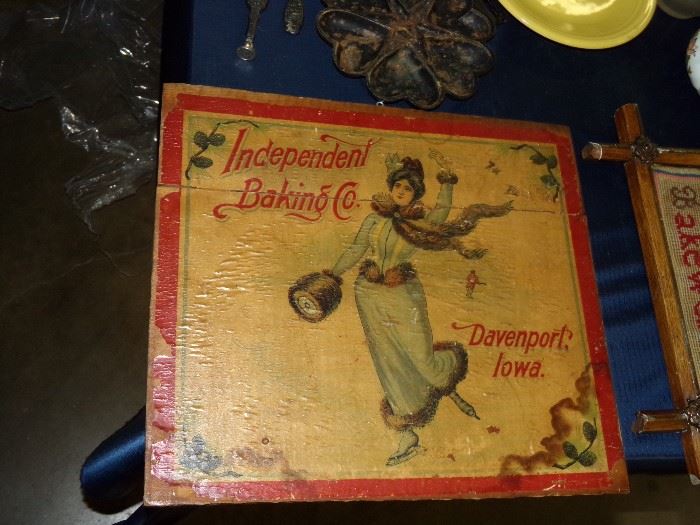 Independent
Baking Co.
Davenport,
Iowa.